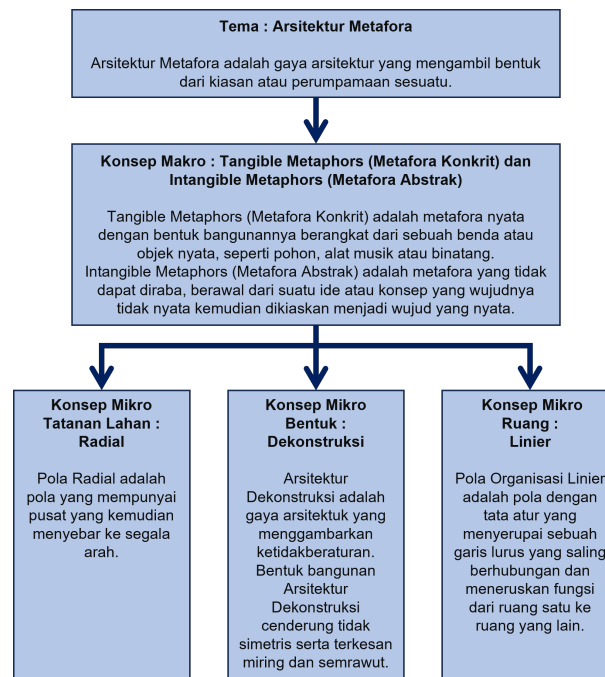 Tema : Arsitektur Metafora
Arsitektur Metafora adalah gaya arsitektur yang mengambil bentuk
dari kiasan atau perumpamaan sesuatu.
Konsep Makro : Tangible Metaphors (Metafora Konkrit) dan
Intangible Metaphors (Metafora Abstrak)
Tangible Metaphors (Metafora Konkrit) adalah metafora nyata
dengan bentuk bangunannya berangkat dari sebuah benda atau
objek nyata, seperti pohon, alat musik atau binatang.
Intangible Metaphors (Metafora Abstrak) adalah metafora yang tidak
dapat diraba, berawal dari suatu ide atau konsep yang wujudnya
tidak nyata kemudian dikiaskan menjadi wujud yang nyata.
Konsep Mikro
Tatanan Lahan :
Radial
Pola Radial adalah
pola yang mempunyai
pusat yang kemudian
menyebar ke segala
arah.
Konsep Mikro
Bentuk :
Dekonstruksi
Arsitektur
Dekonstruksi adalah
gaya arsitektuk yang
menggambarkan
ketidakberaturan.
Bentuk bangunan
Arsitektur
Dekonstruksi
cenderung tidak
simetris serta terkesan
miring dan semrawut.
Konsep Mikro
Ruang :
Linier
Pola Organisasi Linier
adalah pola dengan
tata atur yang
menyerupai sebuah
garis lurus yang saling
berhubungan dan
meneruskan fungsi
dari ruang satu ke
ruang yang lain.